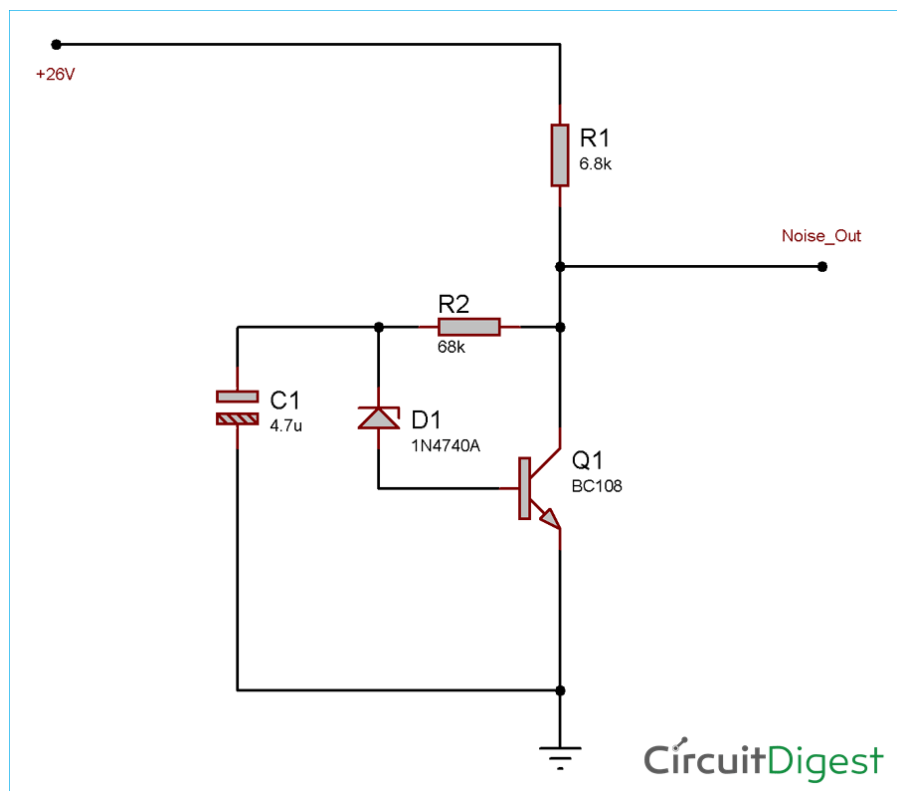 +26V
R1
6.8k
Noise_Out
R2
68k
C1
4.7u
D1
1N4740A
Q1
BC108
CircuitDigest